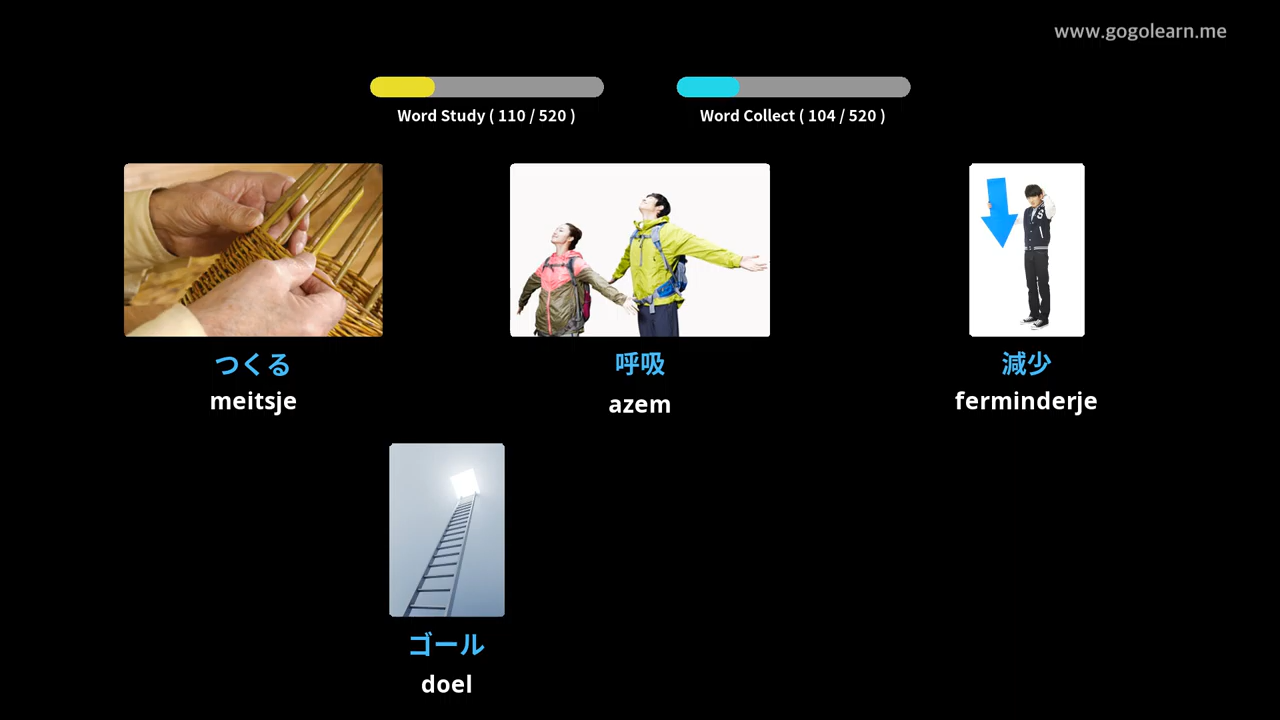 www.gogolearn.me
Word Study ( 110 / 520 )
Word Collect ( 104 / 520 )
つくる
meitsje
呼吸
azem
減少
ferminderje
ゴール
doel